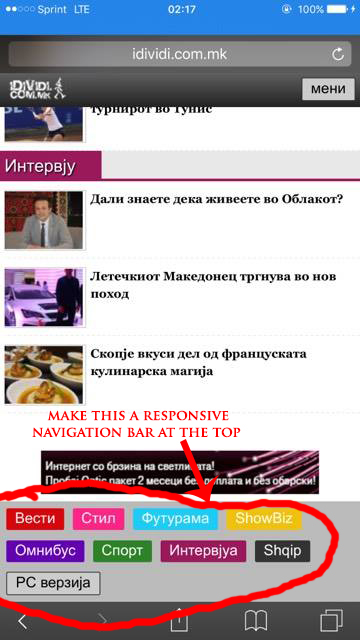 Sprint LTE 02:17 100%
idividi.com.mk
IDIVIDI.COM.MK
мени
турнирот во Тунис
Интервју
Дали знаете дека живеете во Облакот?
Летечкиот Македонец тргнува во нов
поход
Скопје вкуси дел од француската
кулинарска магија
MAKE THIS A RESPONSIVE
NAVIGATION BAR AT THE TOP
Интернет со брзина на светлината!
Пробај Optic пакет 2 месеци без доплата и без обврски!
Вести Стил Футурама ShowBiz
Омнибус Спорт Интервјуа Shqip
PC верзија